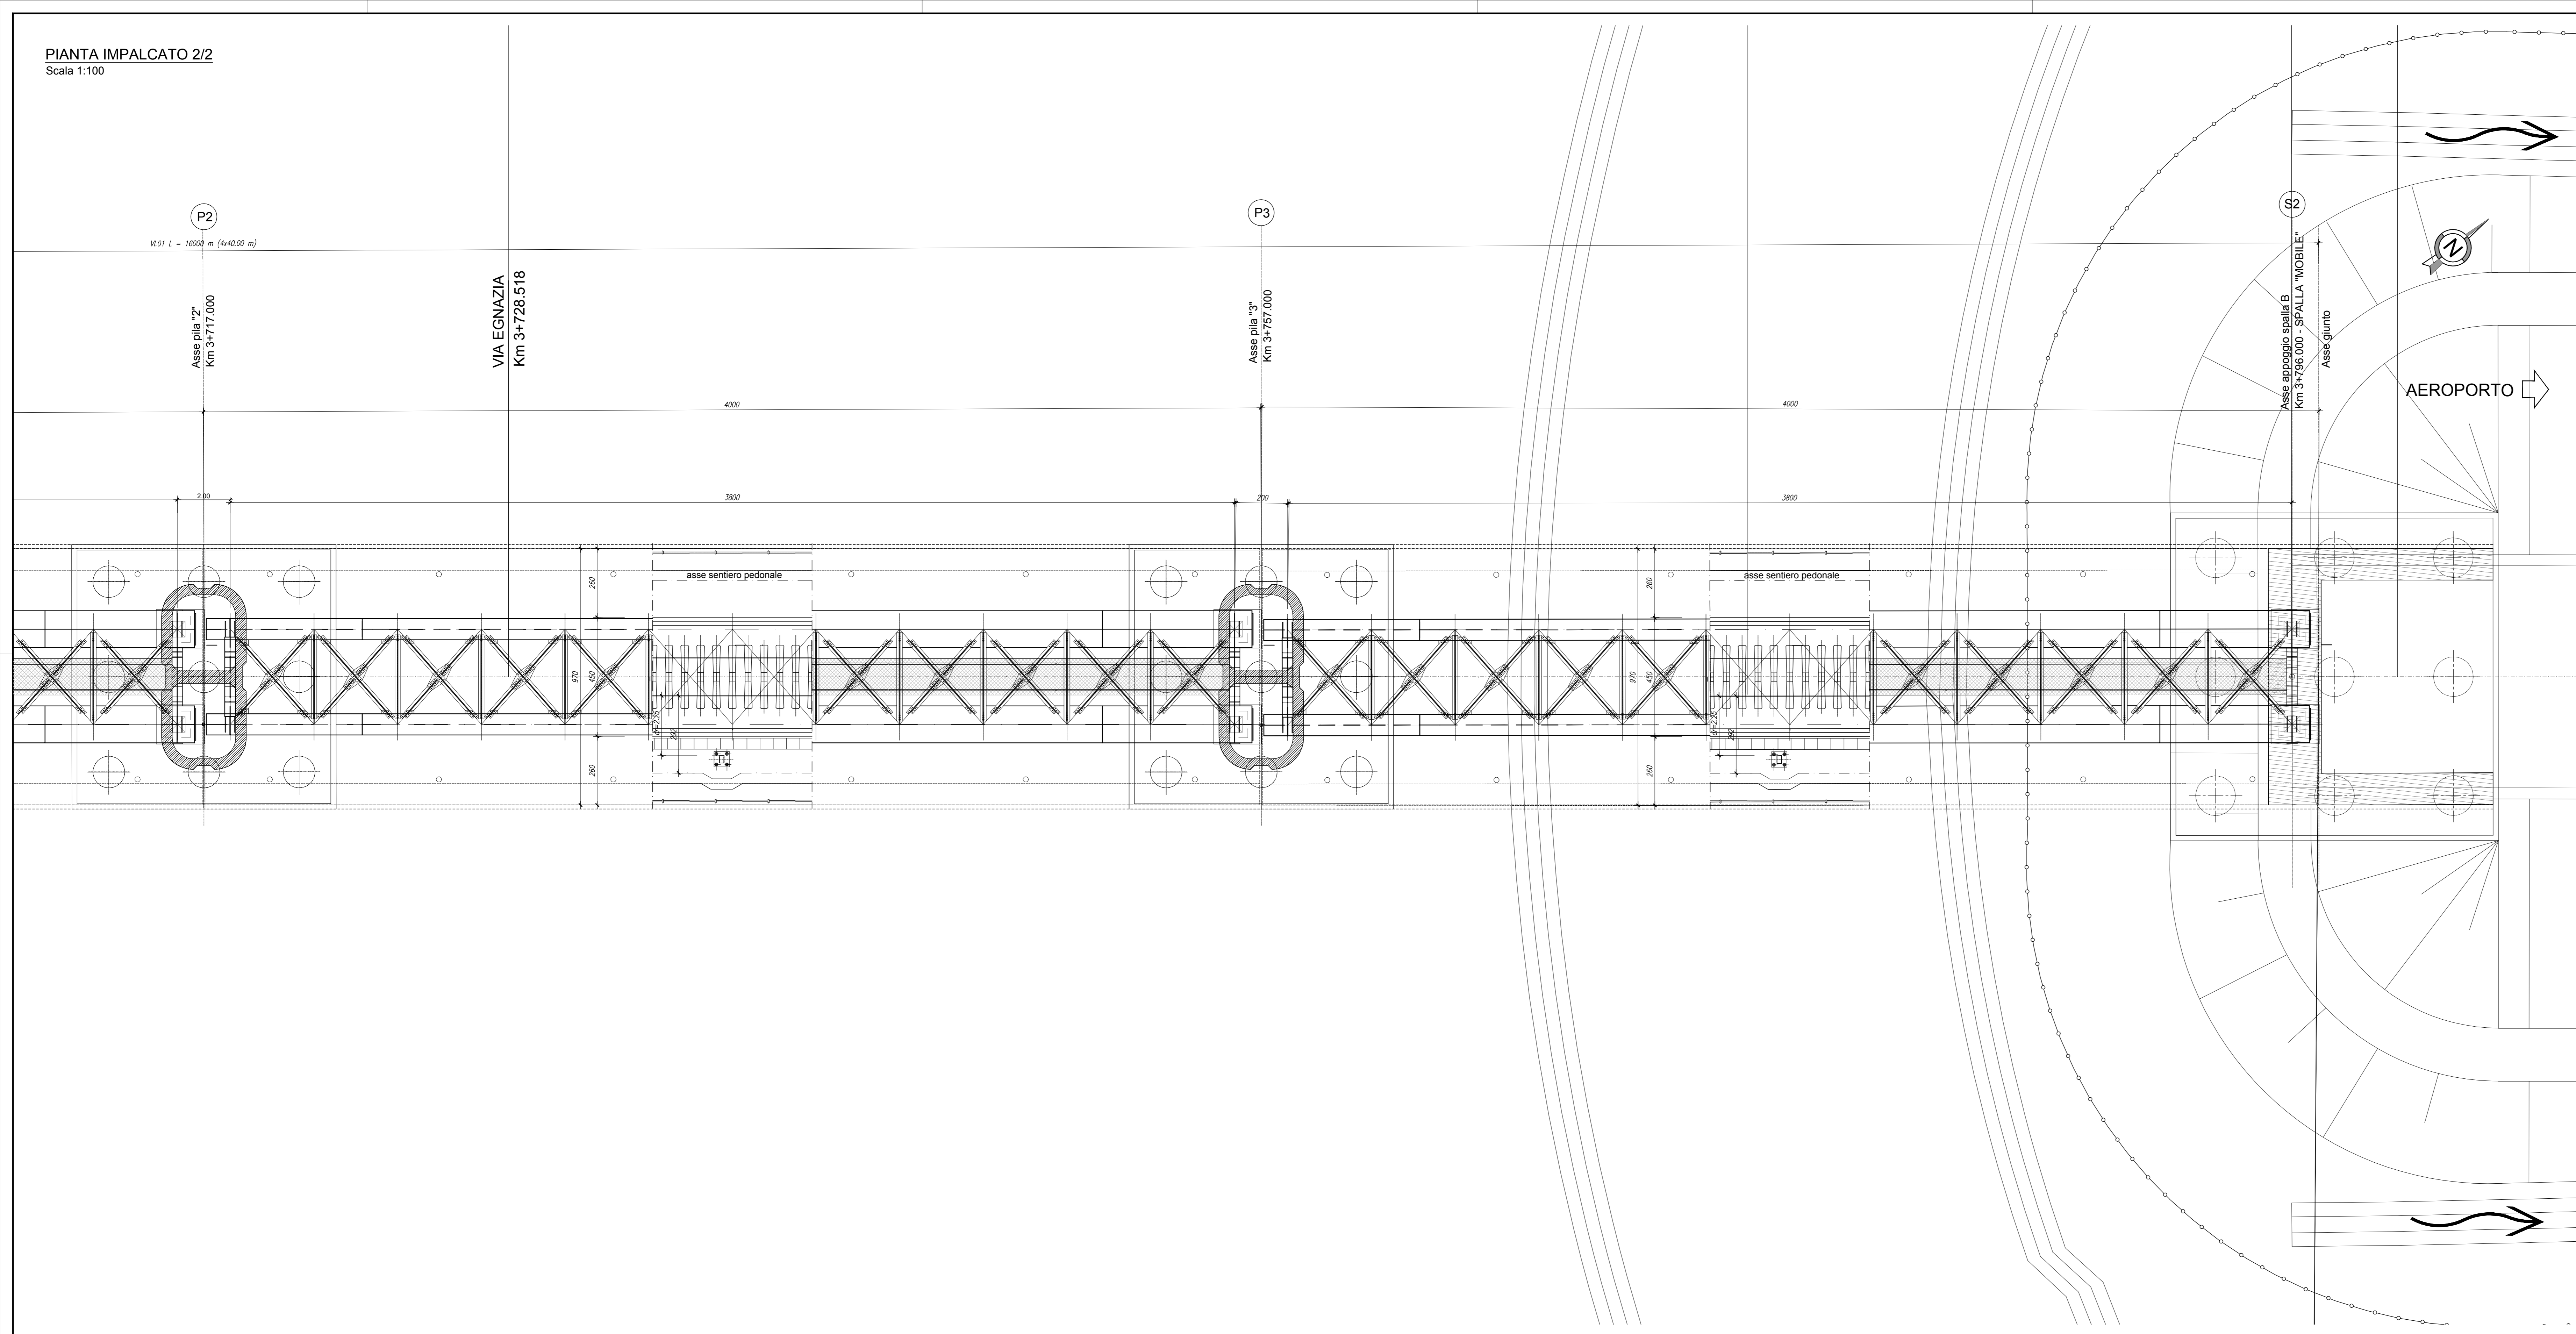 PIANTA IMPALCATO 2/2
Scala 1:100
P2
P3
S2
VI.01 L = 16000 m (4x40.00 m)
Asse pila "2"
Km 3+717.000
VIA EGNAZIA
Km 3+728.518
Asse pila "3"
Km 3+757.000
Asse appoggio spalla B
Km 3+796.000 - SPALLA "MOBILE"
Asse giunto
N
AEROPORTO
4000
4000
2.00
3800
200
3800
asse sentiero pedonale
asse sentiero pedonale
260
970
450
260
292
260
970
450
260
292